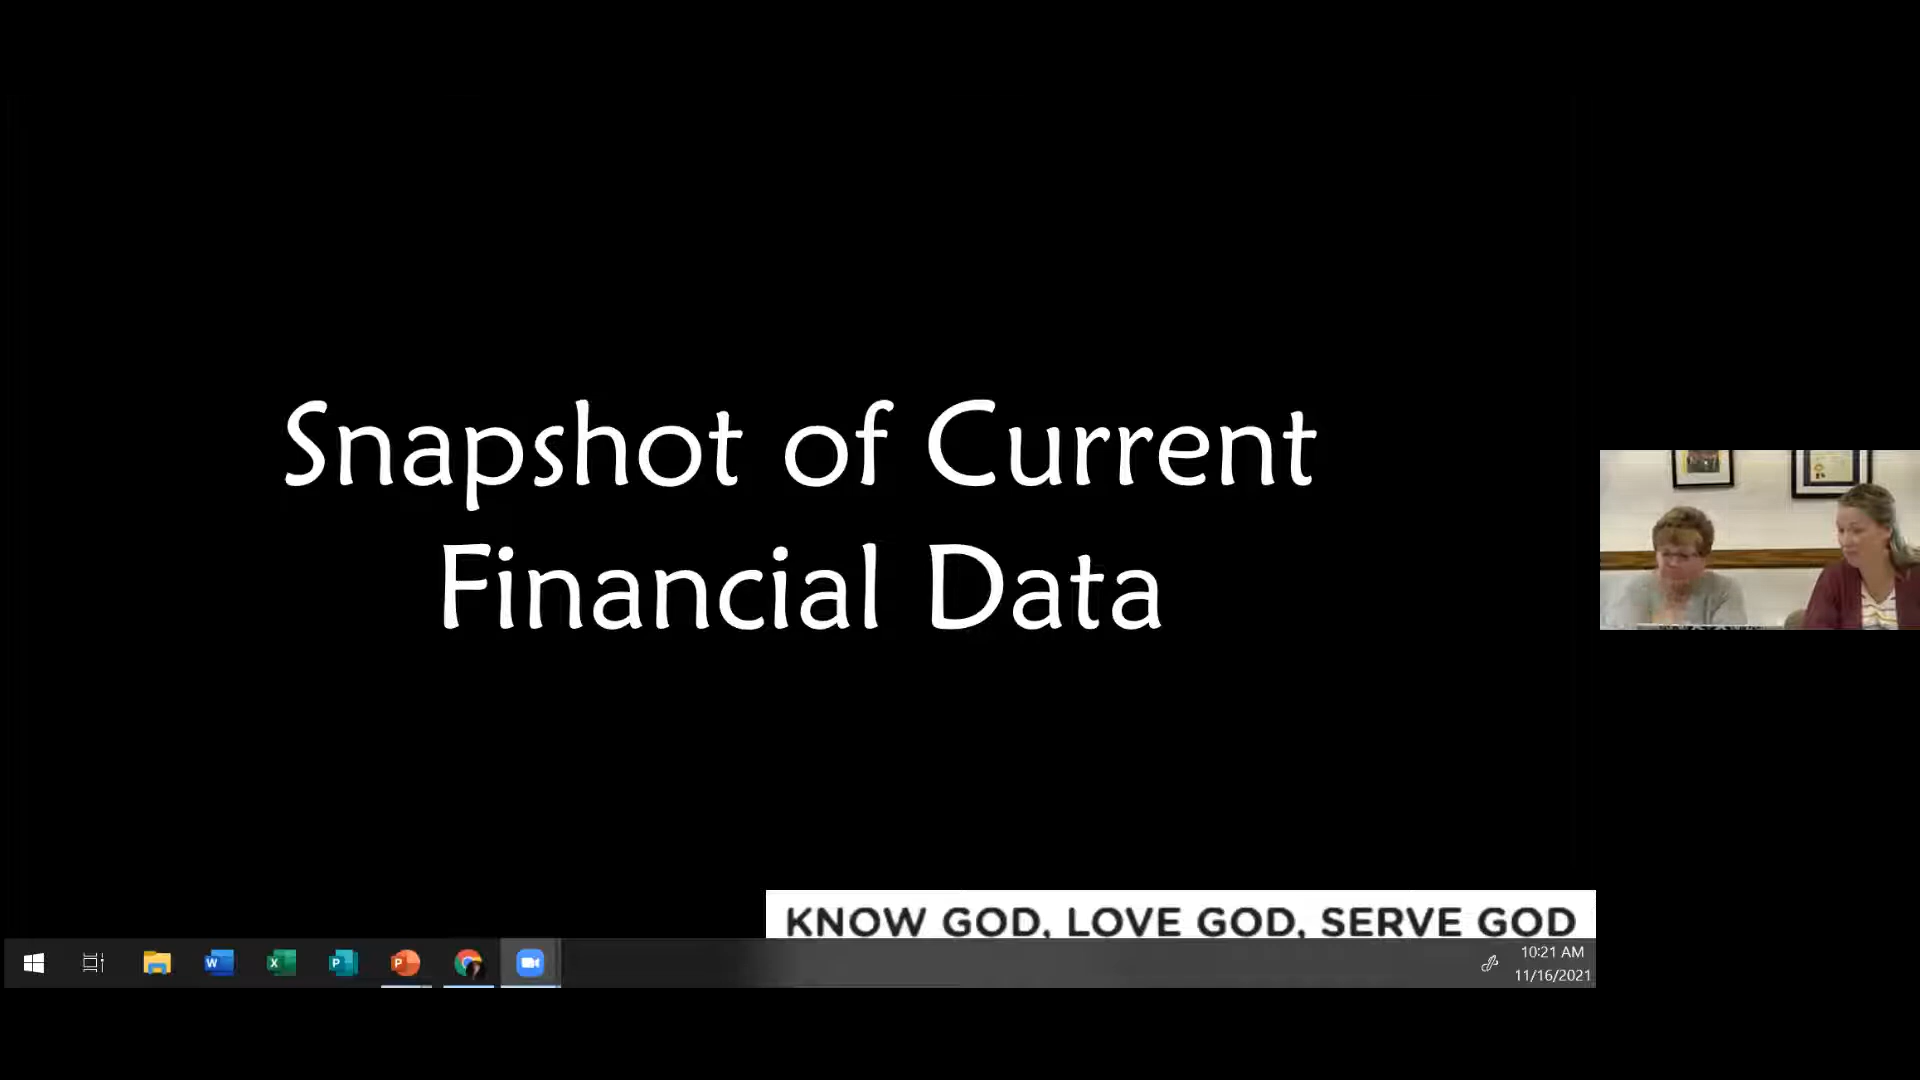 Snapshot of Current
Financial Data
KNOW GOD, LOVE GOD, SERVE GOD
10:21 AM
11/16/2021